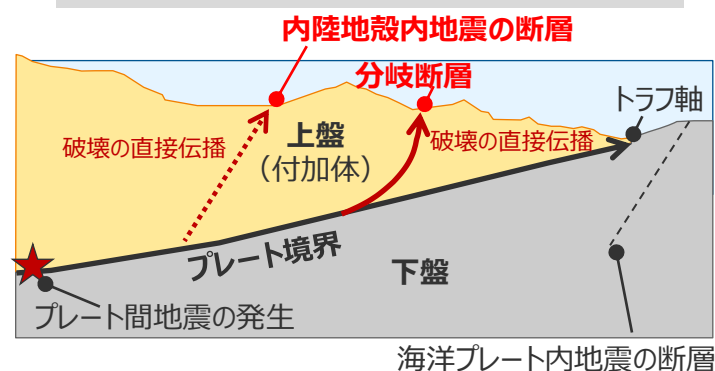 内陸地殻内地震の断層
分岐断層
トラフ軸
破壊の直接伝播
上盤
（付加体）
破壊の直接伝播
プレート境界
下盤
プレート間地震の発生
海洋プレート内地震の断層